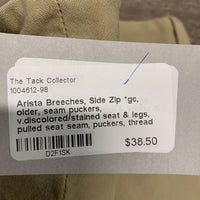 The Tack Collector
1004612-98
Arista Breeches, Side Zip *gc,
older, seam puckers,
v.discolored/stained seat & legs,
pulled seat seam, puckers, thread
$38.50
D2F1SK